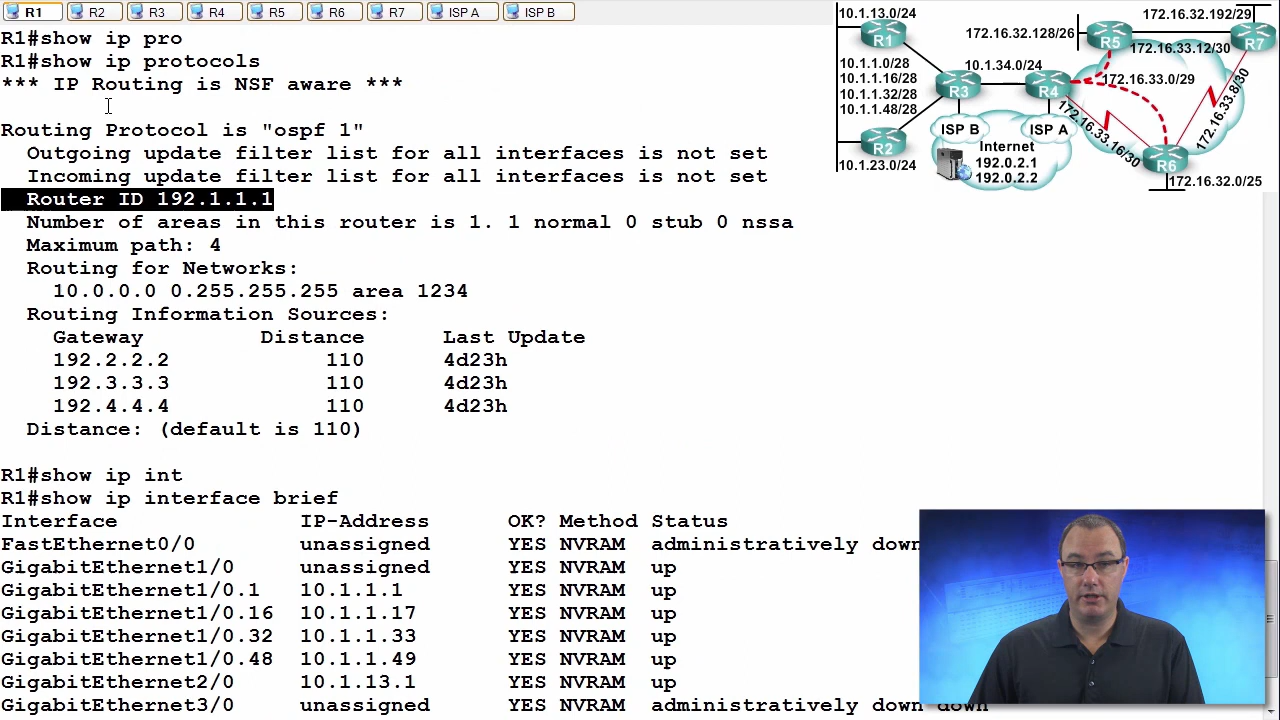 R1
R2
R3
R4
R5
R6
R7
ISP A
ISP B
R1#show ip pro
R1#show ip protocols
*** IP Routing is NSF aware ***
Routing Protocol is "ospf 1"
Outgoing update filter list for all interfaces is not set
Incoming update filter list for all interfaces is not set
Router ID 192.1.1.1
Number of areas in this router is 1. 1 normal 0 stub 0 nssa
Maximum path: 4
Routing for Networks:
10.0.0.0 0.255.255.255 area 1234
Routing Information Sources:
Gateway Distance Last Update
192.2.2.2 110 4d23h
192.3.3.3 110 4d23h
192.4.4.4 110 4d23h
Distance: (default is 110)
R1#show ip int
R1#show ip interface brief
Interface IP-Address OK? Method Status
FastEthernet0/0 unassigned YES NVRAM administratively down
GigabitEthernet1/0 unassigned YES NVRAM up
GigabitEthernet1/0.1 10.1.1.1 YES NVRAM up
GigabitEthernet1/0.16 10.1.1.17 YES NVRAM up
GigabitEthernet1/0.32 10.1.1.33 YES NVRAM up
GigabitEthernet1/0.48 10.1.1.49 YES NVRAM up
GigabitEthernet2/0 10.1.13.1 YES NVRAM up
GigabitEthernet3/0 unassigned YES NVRAM administratively down down
10.1.13.0/24
R1
10.1.1.0/28
10.1.1.16/28
10.1.1.32/28
10.1.1.48/28
R2
10.1.23.0/24
R3
10.1.34.0/24
R4
ISP B
ISP A
Internet
192.0.2.1
192.0.2.2
172.16.32.128/26
R5
172.16.32.192/29
R7
172.16.33.12/30
172.16.33.0/29
172.16.33.8/30
172.16.33.16/30
R6
172.16.32.0/25